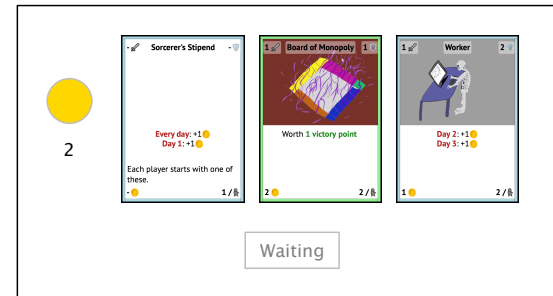 - Sorcerer's Stipend -
1 Board of Monopoly 1
1 Worker 2
2
Every day: +1
Day 1: +1
Each player starts with one of
these.
- 1 /
Worth 1 victory point
2 2 /
Day 2: +1
Day 3: +1
1 2 /
Waiting